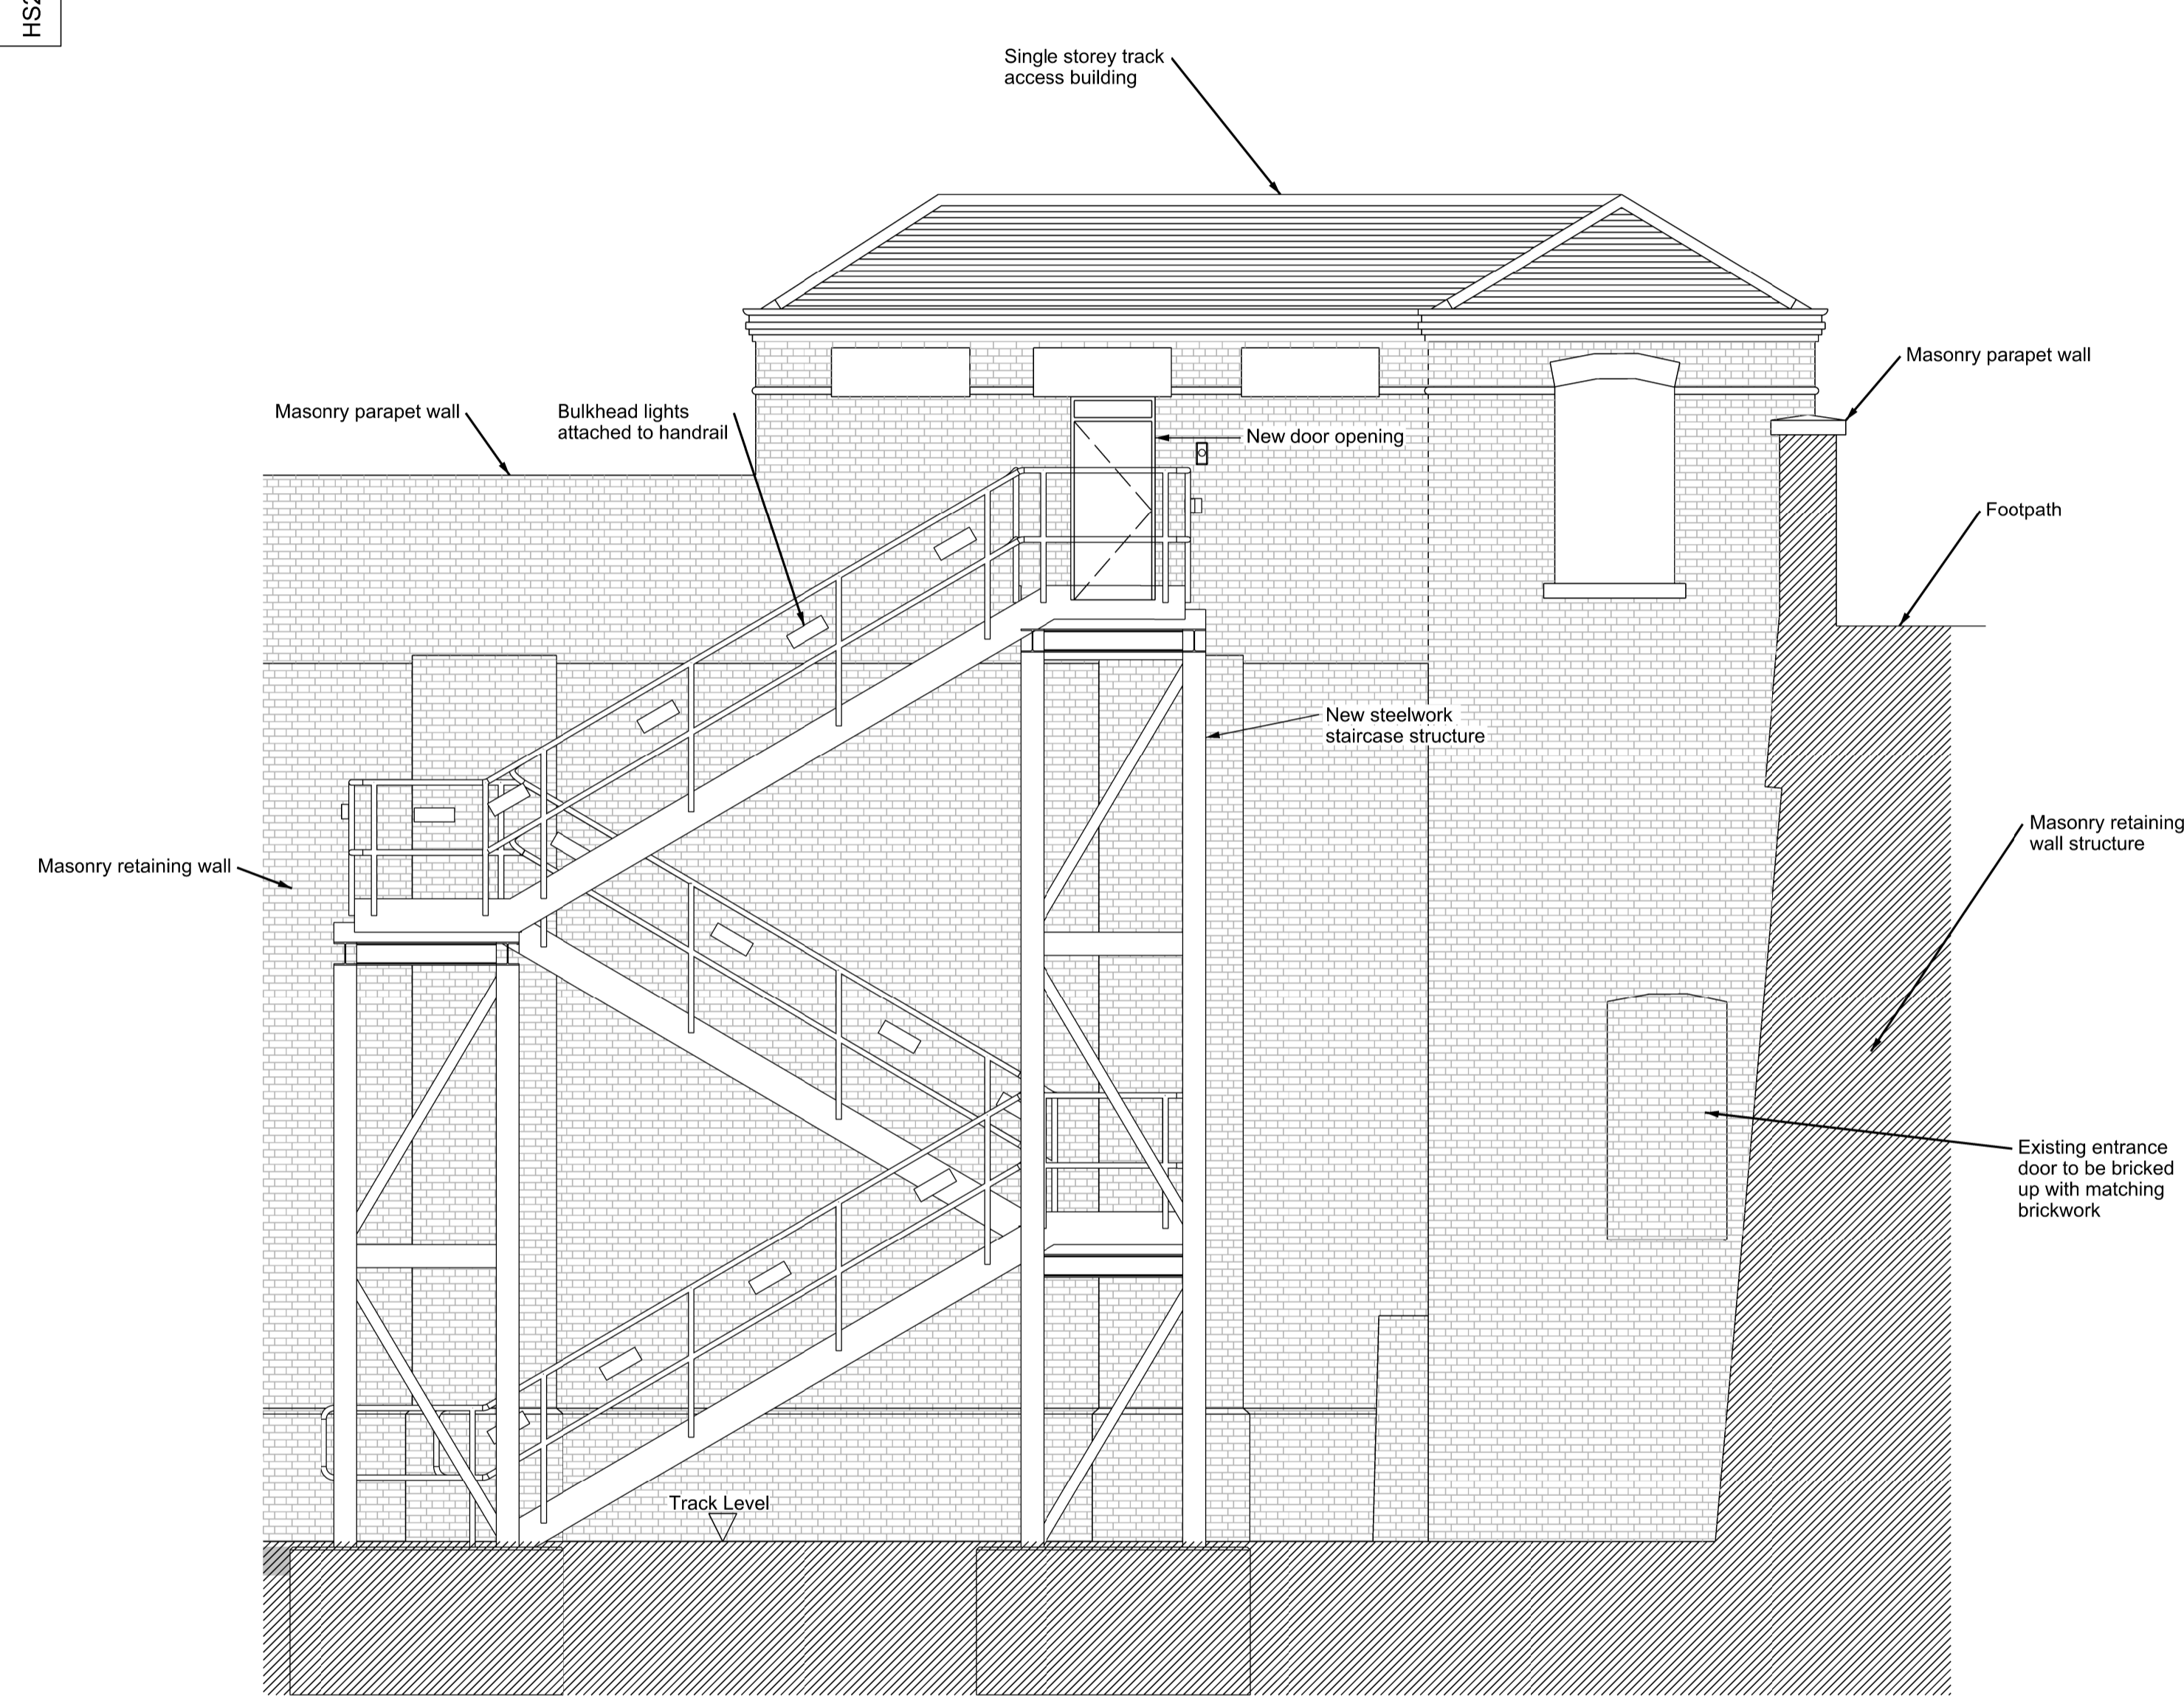 HS2
Single storey track
access building
Masonry parapet wall
Masonry parapet wall
Bulkhead lights
attached to handrail
New door opening
Footpath
New steelwork
staircase structure
Masonry retaining
wall structure
Masonry retaining wall
Existing entrance
door to be bricked
up with matching
brickwork
Track Level